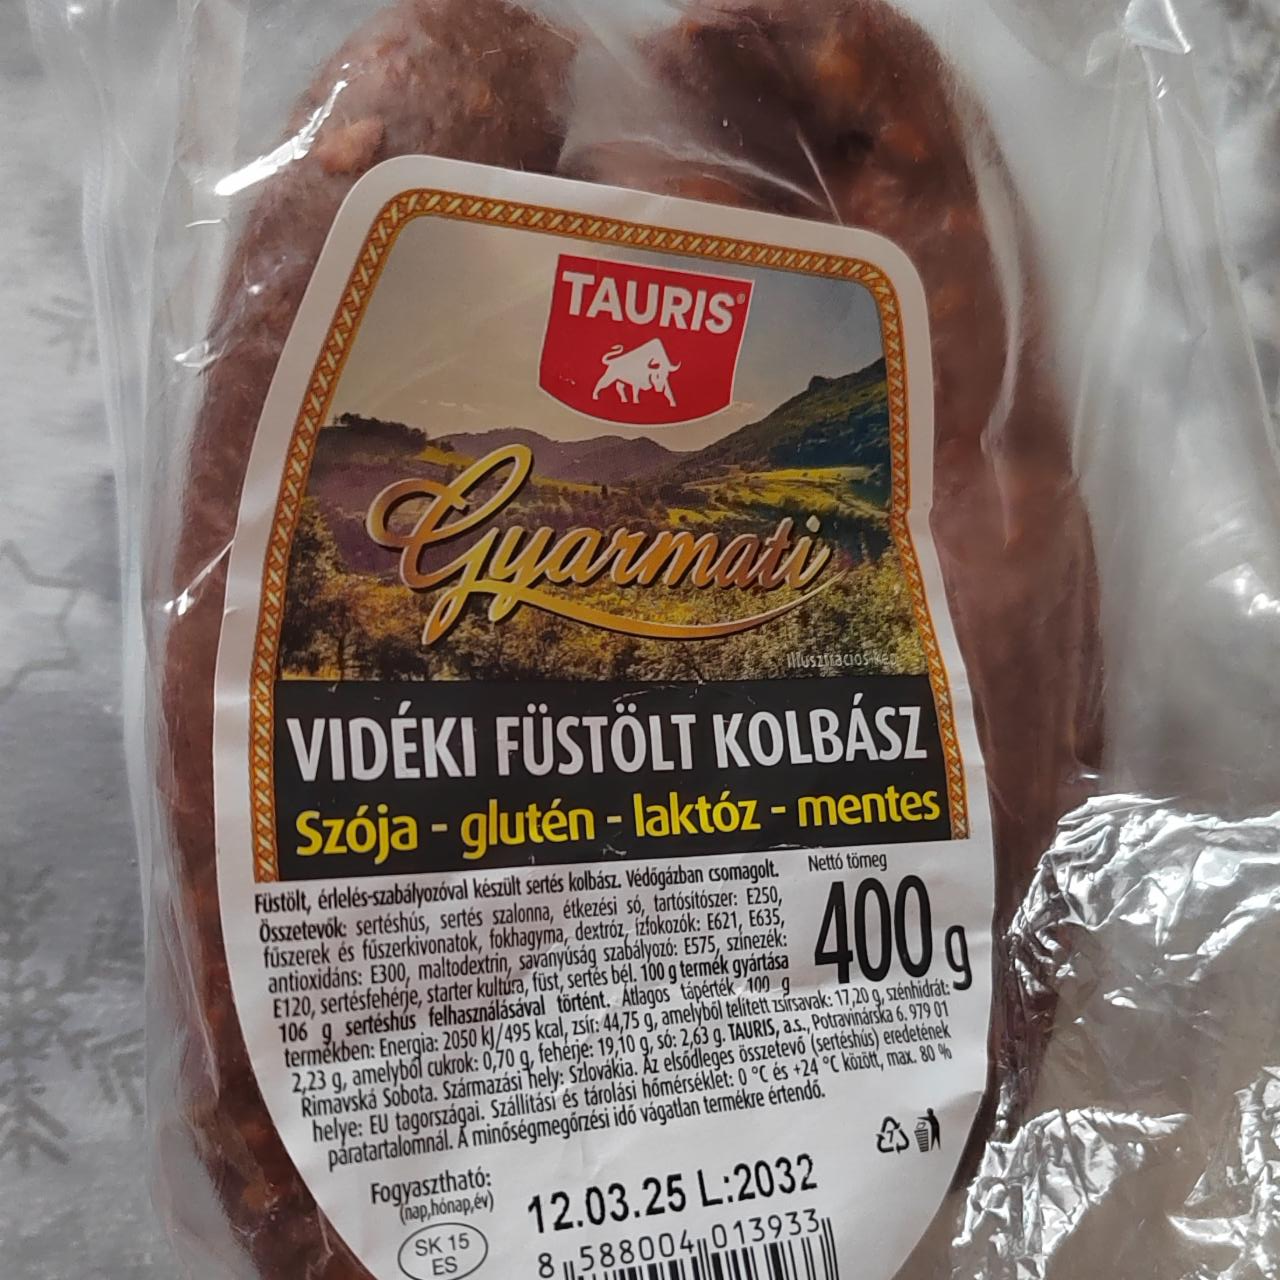 TAURIS®
Gyarmati
Illusztrációs kép
VIDÉKI FÜSTÖLT KOLBÁSZ
Szója - glutén - laktóz - mentes
Füstölt, érlelés-szabályozóval készült sertés kolbász. Védőgázban csomagolt.
Nettó tömeg
400 g
Összetevők: sertéshús, sertés szalonna, étkezési só, tartósítószer: E250,
fűszerek és fűszerkivonatok, fokhagyma, dextróz, ízfokozók: E621, E635,
antioxidáns: E300, maltodextrin, savanyúság szabályozó: E575, színezék:
E120, sertésfehérje, starter kultúra, füst, sertés bél. 100 g termék gyártása
106 g sertéshús felhasználásával történt. Átlagos tápérték 100 g
termékben: Energia: 2050 kJ/495 kcal, zsír: 44,75 g, amelyből telített zsírsavak: 17,20 g, szénhidrát:
2,23 g, amelyből cukrok: 0,70 g, fehérje: 19,10 g, só: 2,63 g. TAURIS, a.s., Potravinárska 6. 979 01
Rimavská Sobota. Származási hely: Szlovákia. Az elsődleges összetevő (sertéshús) eredetének
helye: EU tagországai. Szállítási és tárolási hőmérséklet: 0 °C és +24 °C között, max. 80 %
páratartalomnál. A minőségmegőrzési idő vágatlan termékre értendő.
7
Fogyasztható:
(nap,hónap,év)
12.03.25 L:2032
SK 15
ES
8 588004 013933